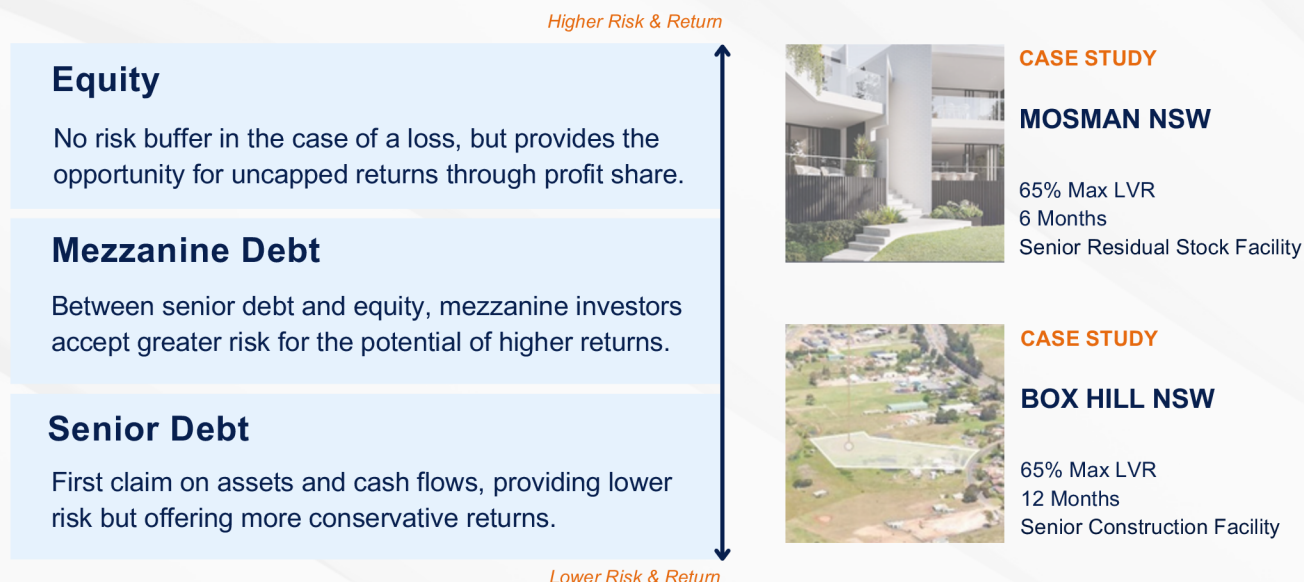 Higher Risk & Return
Equity
No risk buffer in the case of a loss, but provides the
opportunity for uncapped returns through profit share.
Mezzanine Debt
Between senior debt and equity, mezzanine investors
accept greater risk for the potential of higher returns.
Senior Debt
First claim on assets and cash flows, providing lower
risk but offering more conservative returns.
Lower Risk & Return
CASE STUDY
MOSMAN NSW
65% Max LVR
6 Months
Senior Residual Stock Facility
CASE STUDY
BOX HILL NSW
65% Max LVR
12 Months
Senior Construction Facility